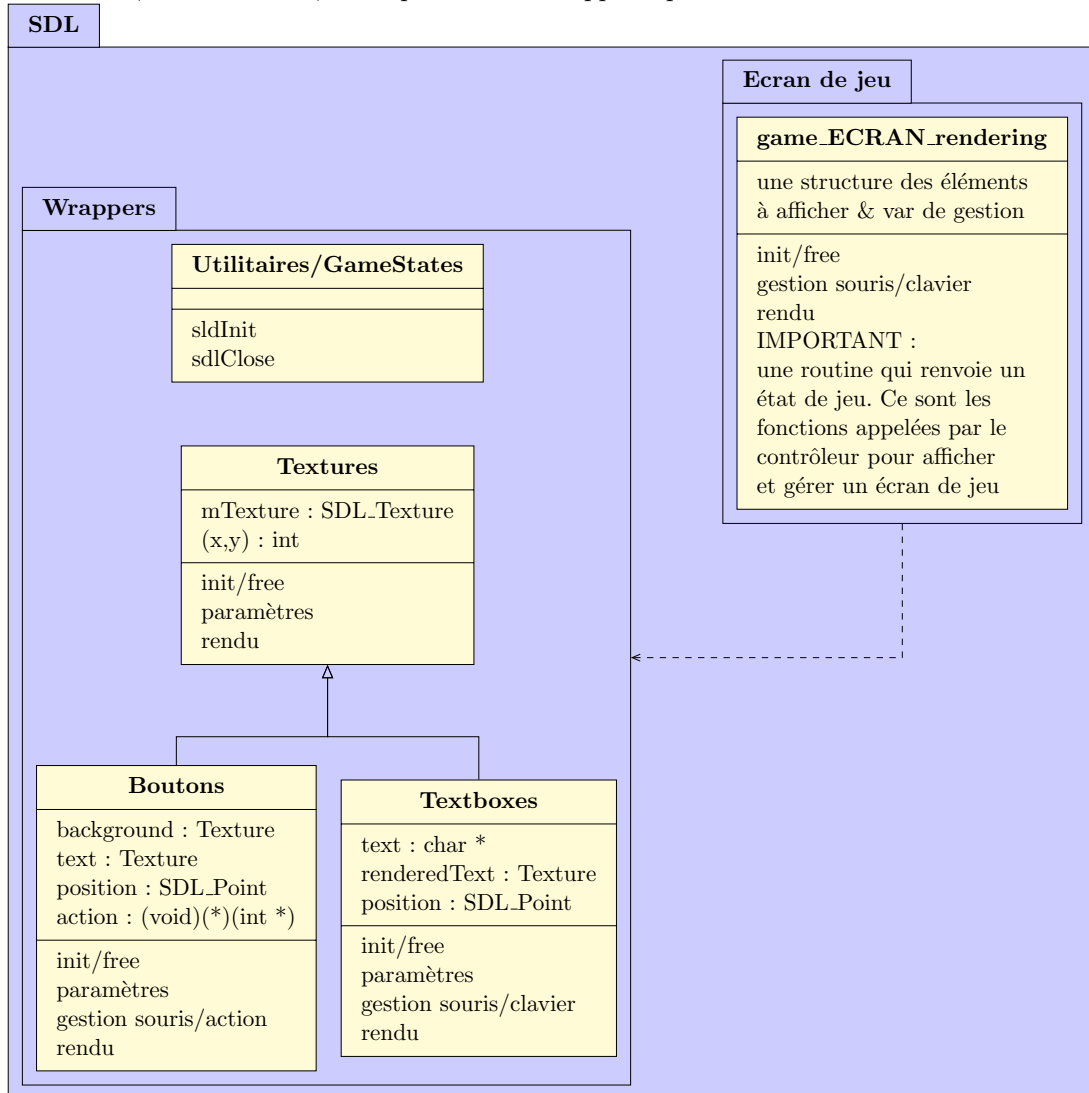 SDL
Ecran de jeu
game_ECRAN_rendering
une structure des éléments
à afficher & var de gestion
init/free
gestion souris/clavier
rendu
IMPORTANT :
une routine qui renvoie un
état de jeu. Ce sont les
fonctions appelées par le
contrôleur pour afficher
et gérer un écran de jeu
Wrappers
Utilitaires/GameStates
sldInit
sdlClose
Textures
mTexture : SDL_Texture
(x,y) : int
init/free
paramètres
rendu
Boutons
background : Texture
text : Texture
position : SDL_Point
action : (void)(*)(int *)
init/free
paramètres
gestion souris/action
rendu
Textboxes
text : char *
renderedText : Texture
position : SDL_Point
init/free
paramètres
gestion souris/clavier
rendu